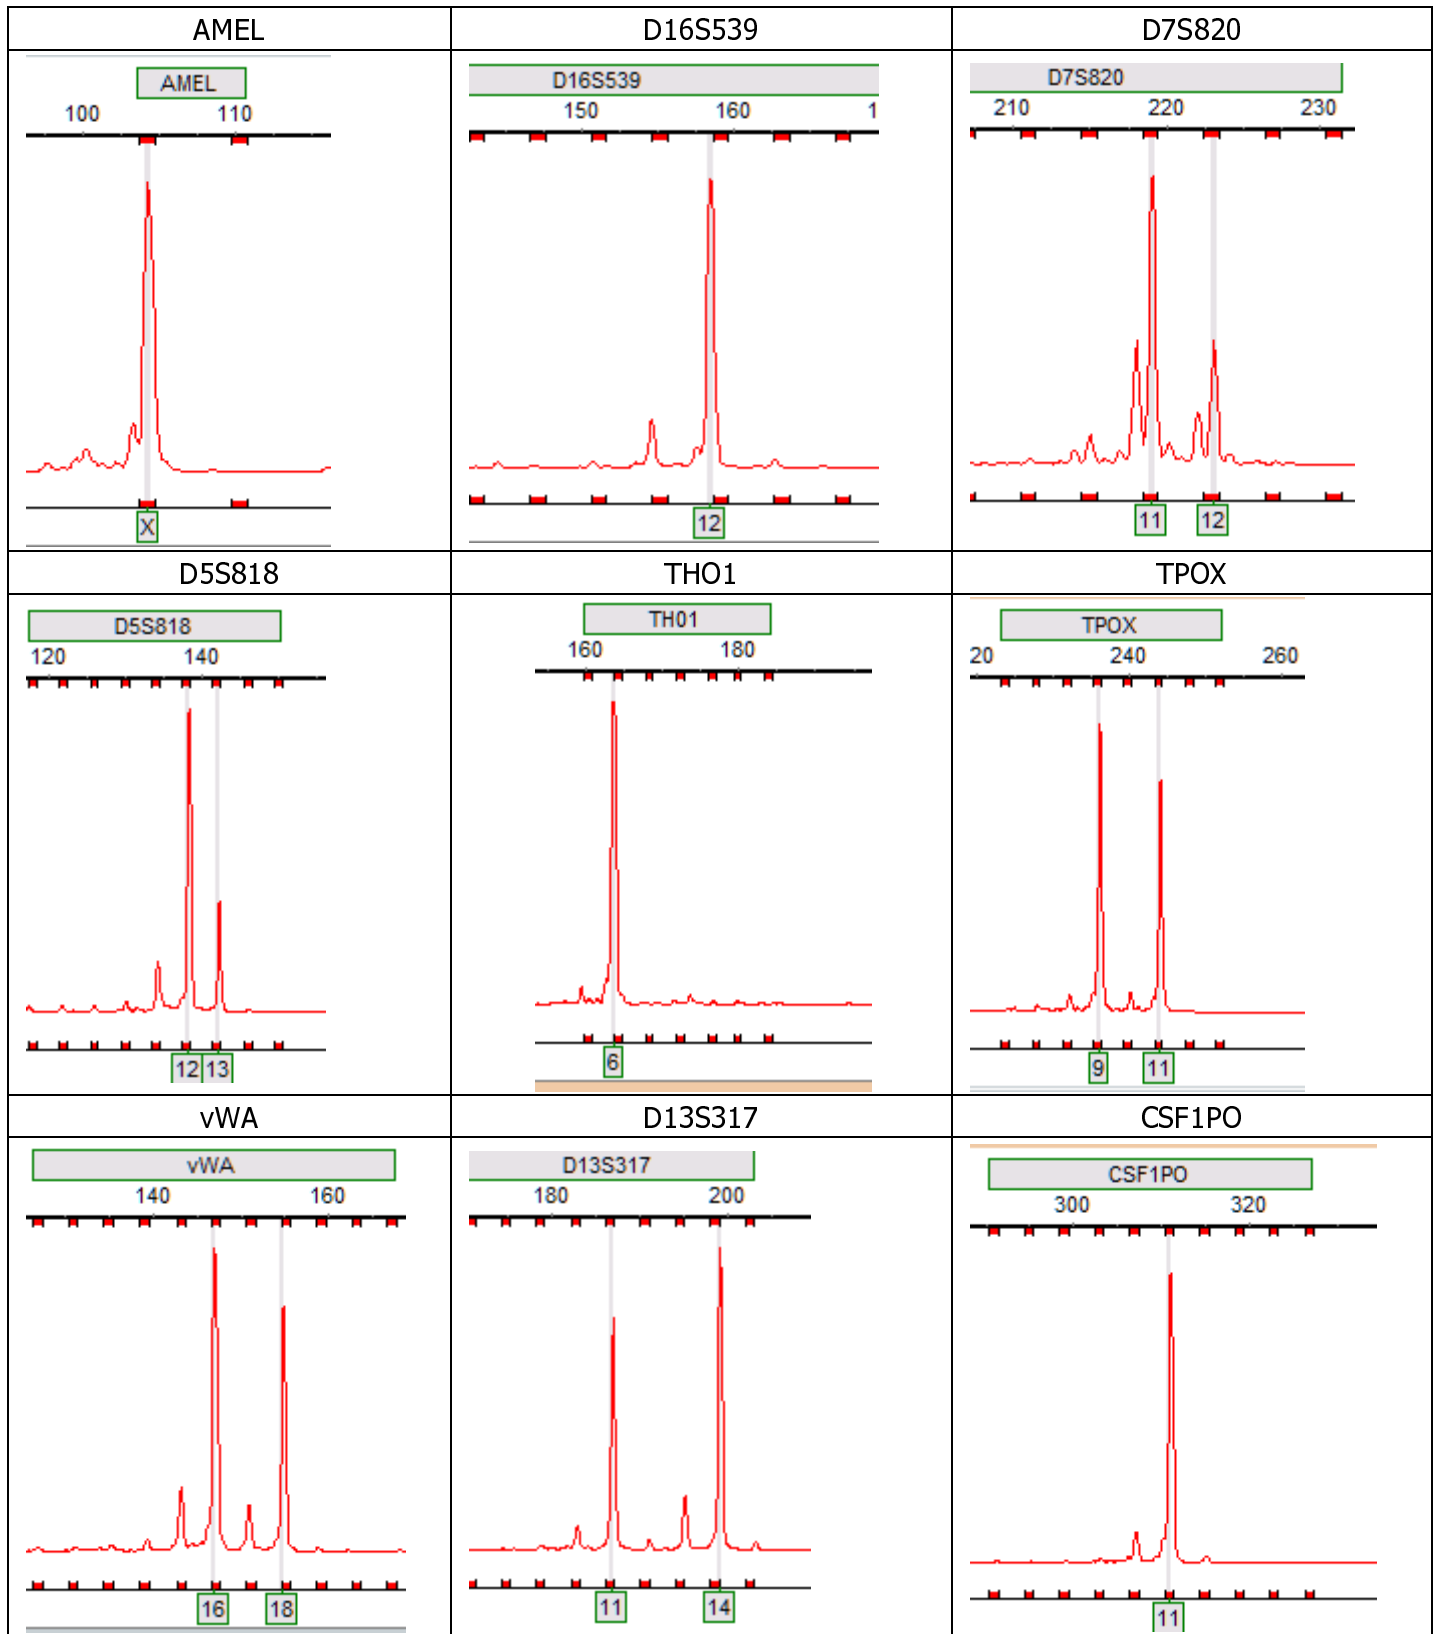 AMEL
D16S539
D7S820
AMEL
100 110
X
D16S539
150 160 1
12
D7S820
210 220 230
11 12
D5S818
THO1
TPOX
D5S818
120 140
12 13
TH01
160 180
6
TPOX
20 240 260
9 11
vWA
D13S317
CSF1PO
vWA
140 160
16 18
D13S317
180 200
11 14
CSF1PO
300 320
11